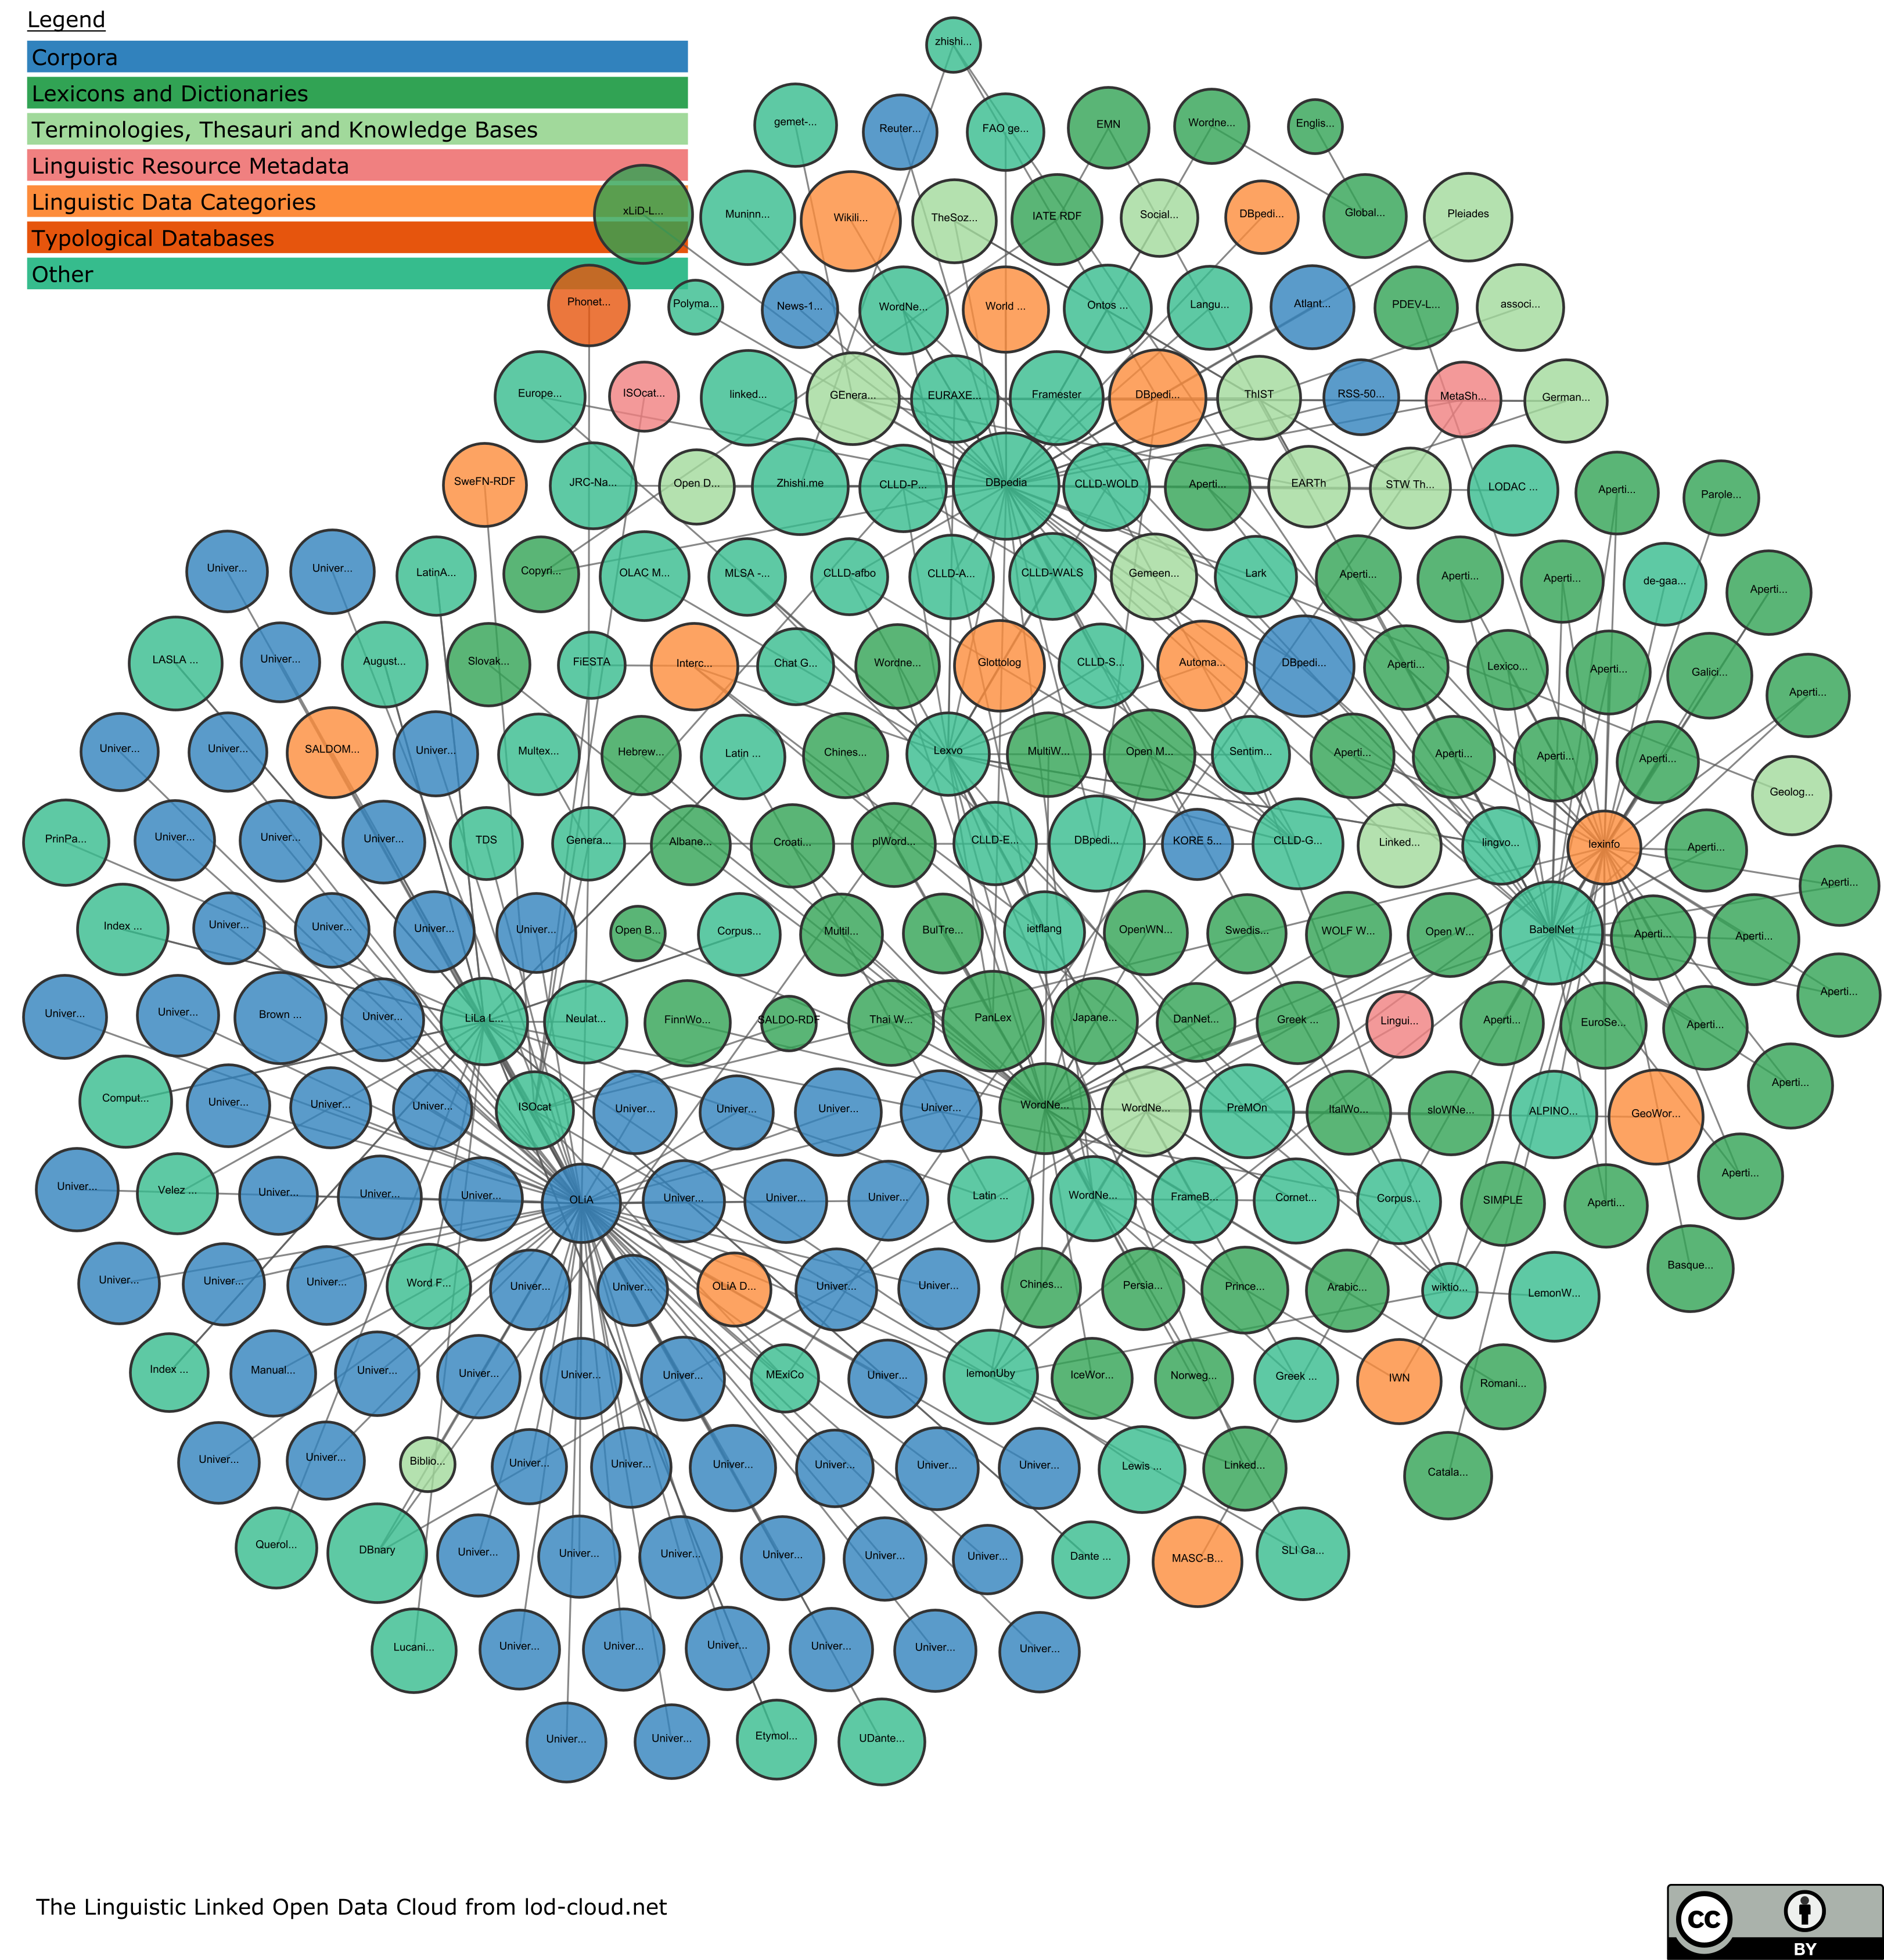 Legend
Corpora
Lexicons and Dictionaries
Terminologies, Thesauri and Knowledge Bases
Linguistic Resource Metadata
Linguistic Data Categories
Typological Databases
Other
zhishi...
gemet-...
Reuter...
FAO ge...
EMN
Wordne...
Englis...
xLiD-L...
Muninn...
Wikili...
TheSoz...
IATE RDF
Social...
DBpedi...
Global...
Pleiades
Phonet...
Polyma...
News-1...
WordNe...
World ...
Ontos ...
Langu...
Atlant...
PDEV-L...
associ...
Europe...
ISOcat...
linked...
GEnera...
EURAXE...
Framester
DBpedi...
ThIST
RSS-50...
MetaSh...
German...
SweFN-RDF
JRC-Na...
Open D...
Zhishi.me
CLLD-P...
DBpedia
CLLD-WOLD
Aperti...
EARTh
STW Th...
LODAC ...
Aperti...
Parole...
Univer...
Univer...
LatinA...
Copyri...
OLAC M...
MLSA -...
CLLD-afbo
CLLD-A...
CLLD-WALS
Gemeen...
Lark
Aperti...
Aperti...
Aperti...
de-gaa...
Aperti...
LASLA ...
Univer...
August...
Slovak...
FiESTA
Interc...
Chat G...
Wordne...
Glottolog
CLLD-S...
Automa...
DBpedi...
Aperti...
Lexico...
Aperti...
Galici...
Aperti...
Univer...
Univer...
SALDOM...
Univer...
Multex...
Hebrew...
Latin ...
Chines...
Lexvo
MultiW...
Open M...
Sentim...
Aperti...
Aperti...
Aperti...
Aperti...
Geolog...
PrinPa...
Univer...
Univer...
Univer...
TDS
Genera...
Albane...
Croati...
plWord...
CLLD-E...
DBpedi...
KORE 5...
CLLD-G...
Linked...
lingvo...
lexinfo
Aperti...
Aperti...
Index ...
Univer...
Univer...
Univer...
Univer...
Open B...
Corpus...
Multil...
BulTre...
ietflang
OpenWN...
Swedis...
WOLF W...
Open W...
BabelNet
Aperti...
Aperti...
Aperti...
Univer...
Univer...
Brown ...
Univer...
LiLa L...
Neulat...
FinnWo...
SALDO-RDF
Thai W...
PanLex
Japane...
DanNet...
Greek ...
Lingui...
Aperti...
EuroSe...
Aperti...
Aperti...
Comput...
Univer...
Univer...
Univer...
ISOcat
Univer...
Univer...
Univer...
Univer...
WordNe...
WordNe...
PreMOn
ItalWo...
sloWNe...
ALPINO...
GeoWor...
Aperti...
Univer...
Velez ...
Univer...
Univer...
Univer...
OLiA
Univer...
Univer...
Univer...
Latin ...
WordNe...
FrameB...
Cornet...
Corpus...
SIMPLE
Aperti...
Basque...
Univer...
Univer...
Univer...
Word F...
Univer...
Univer...
OLiA D...
Univer...
Univer...
Chines...
Persia...
Prince...
Arabic...
wiktio...
LemonW...
Index ...
Manual...
Univer...
Univer...
Univer...
Univer...
MExiCo
Univer...
lemonUby
IceWor...
Norweg...
Greek ...
IWN
Romani...
Univer...
Univer...
Biblio...
Univer...
Univer...
Univer...
Univer...
Univer...
Univer...
Lewis ...
Linked...
Catala...
Querol...
DBnary
Univer...
Univer...
Univer...
Univer...
Univer...
Univer...
Dante ...
MASC-B...
SLI Ga...
Lucani...
Univer...
Univer...
Univer...
Univer...
Univer...
Univer...
Univer...
Univer...
Etymol...
UDante...
The Linguistic Linked Open Data Cloud from lod-cloud.net
cc
BY